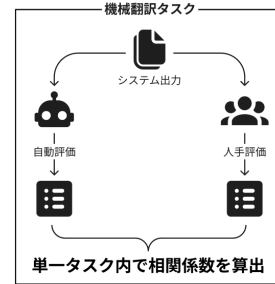 機械翻訳タスク
システム出力
自動評価
人手評価
単一タスク内で相関係数を算出